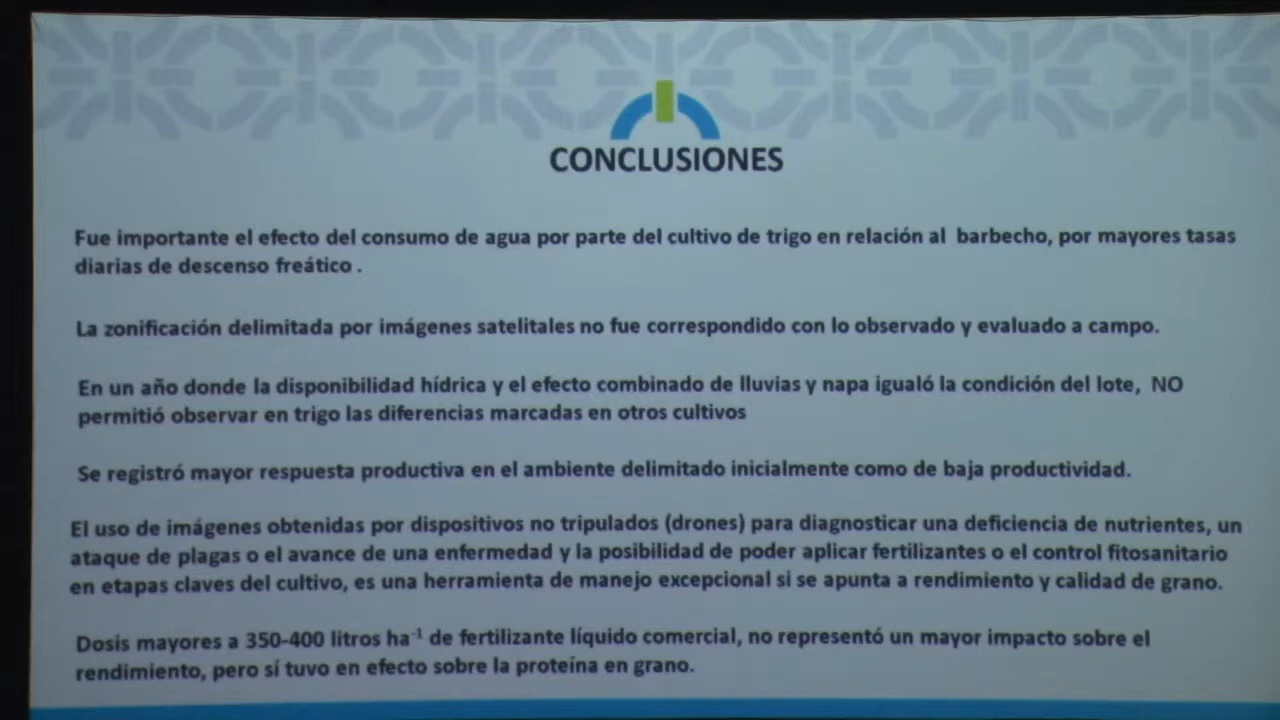 CONCLUSIONES
Fue importante el efecto del consumo de agua por parte del cultivo de trigo en relación al barbecho, por mayores tasas
diarias de descenso freático .
La zonificación delimitada por imágenes satelitales no fue correspondido con lo observado y evaluado a campo.
En un año donde la disponibilidad hídrica y el efecto combinado de lluvias y napa igualó la condición del lote, NO
permitió observar en trigo las diferencias marcadas en otros cultivos
Se registró mayor respuesta productiva en el ambiente delimitado inicialmente como de baja productividad.
El uso de imágenes obtenidas por dispositivos no tripulados (drones) para diagnosticar una deficiencia de nutrientes, un
ataque de plagas o el avance de una enfermedad y la posibilidad de poder aplicar fertilizantes o el control fitosanitario
en etapas claves del cultivo, es una herramienta de manejo excepcional si se apunta a rendimiento y calidad de grano.
Dosis mayores a 350-400 litros ha⁻¹ de fertilizante líquido comercial, no representó un mayor impacto sobre el
rendimiento, pero sí tuvo en efecto sobre la proteína en grano.